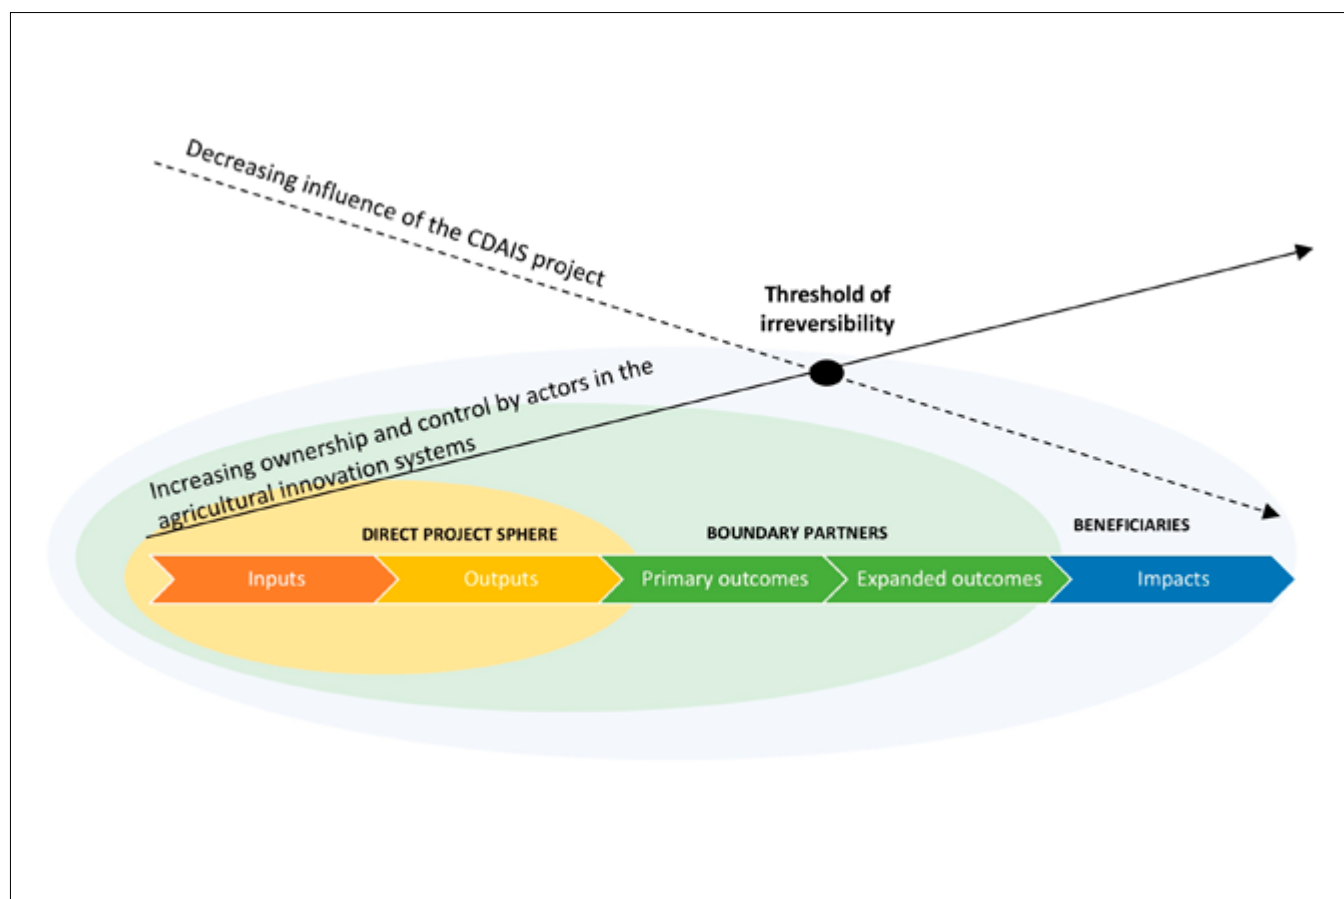 Decreasing influence of the CDAIS project
Threshold of
irreversibility
Increasing ownership and control by actors in the
agricultural innovation systems
DIRECT PROJECT SPHERE
BOUNDARY PARTNERS
BENEFICIARIES
Inputs
Outputs
Primary outcomes
Expanded outcomes
Impacts